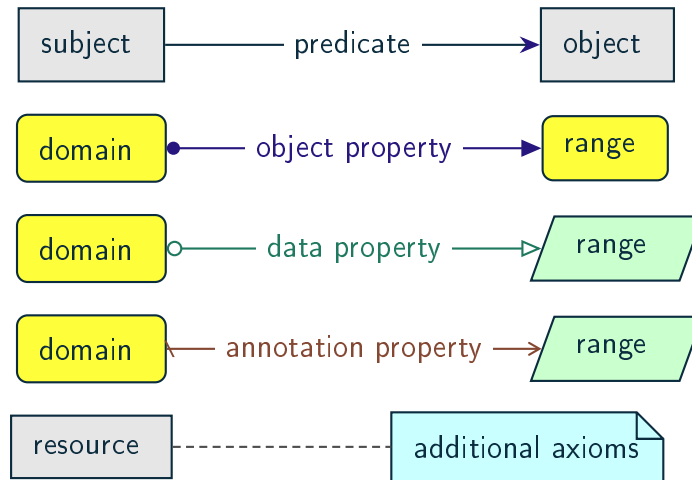 subject predicate object
domain object property range
domain data property range
domain annotation property range
resource additional axioms